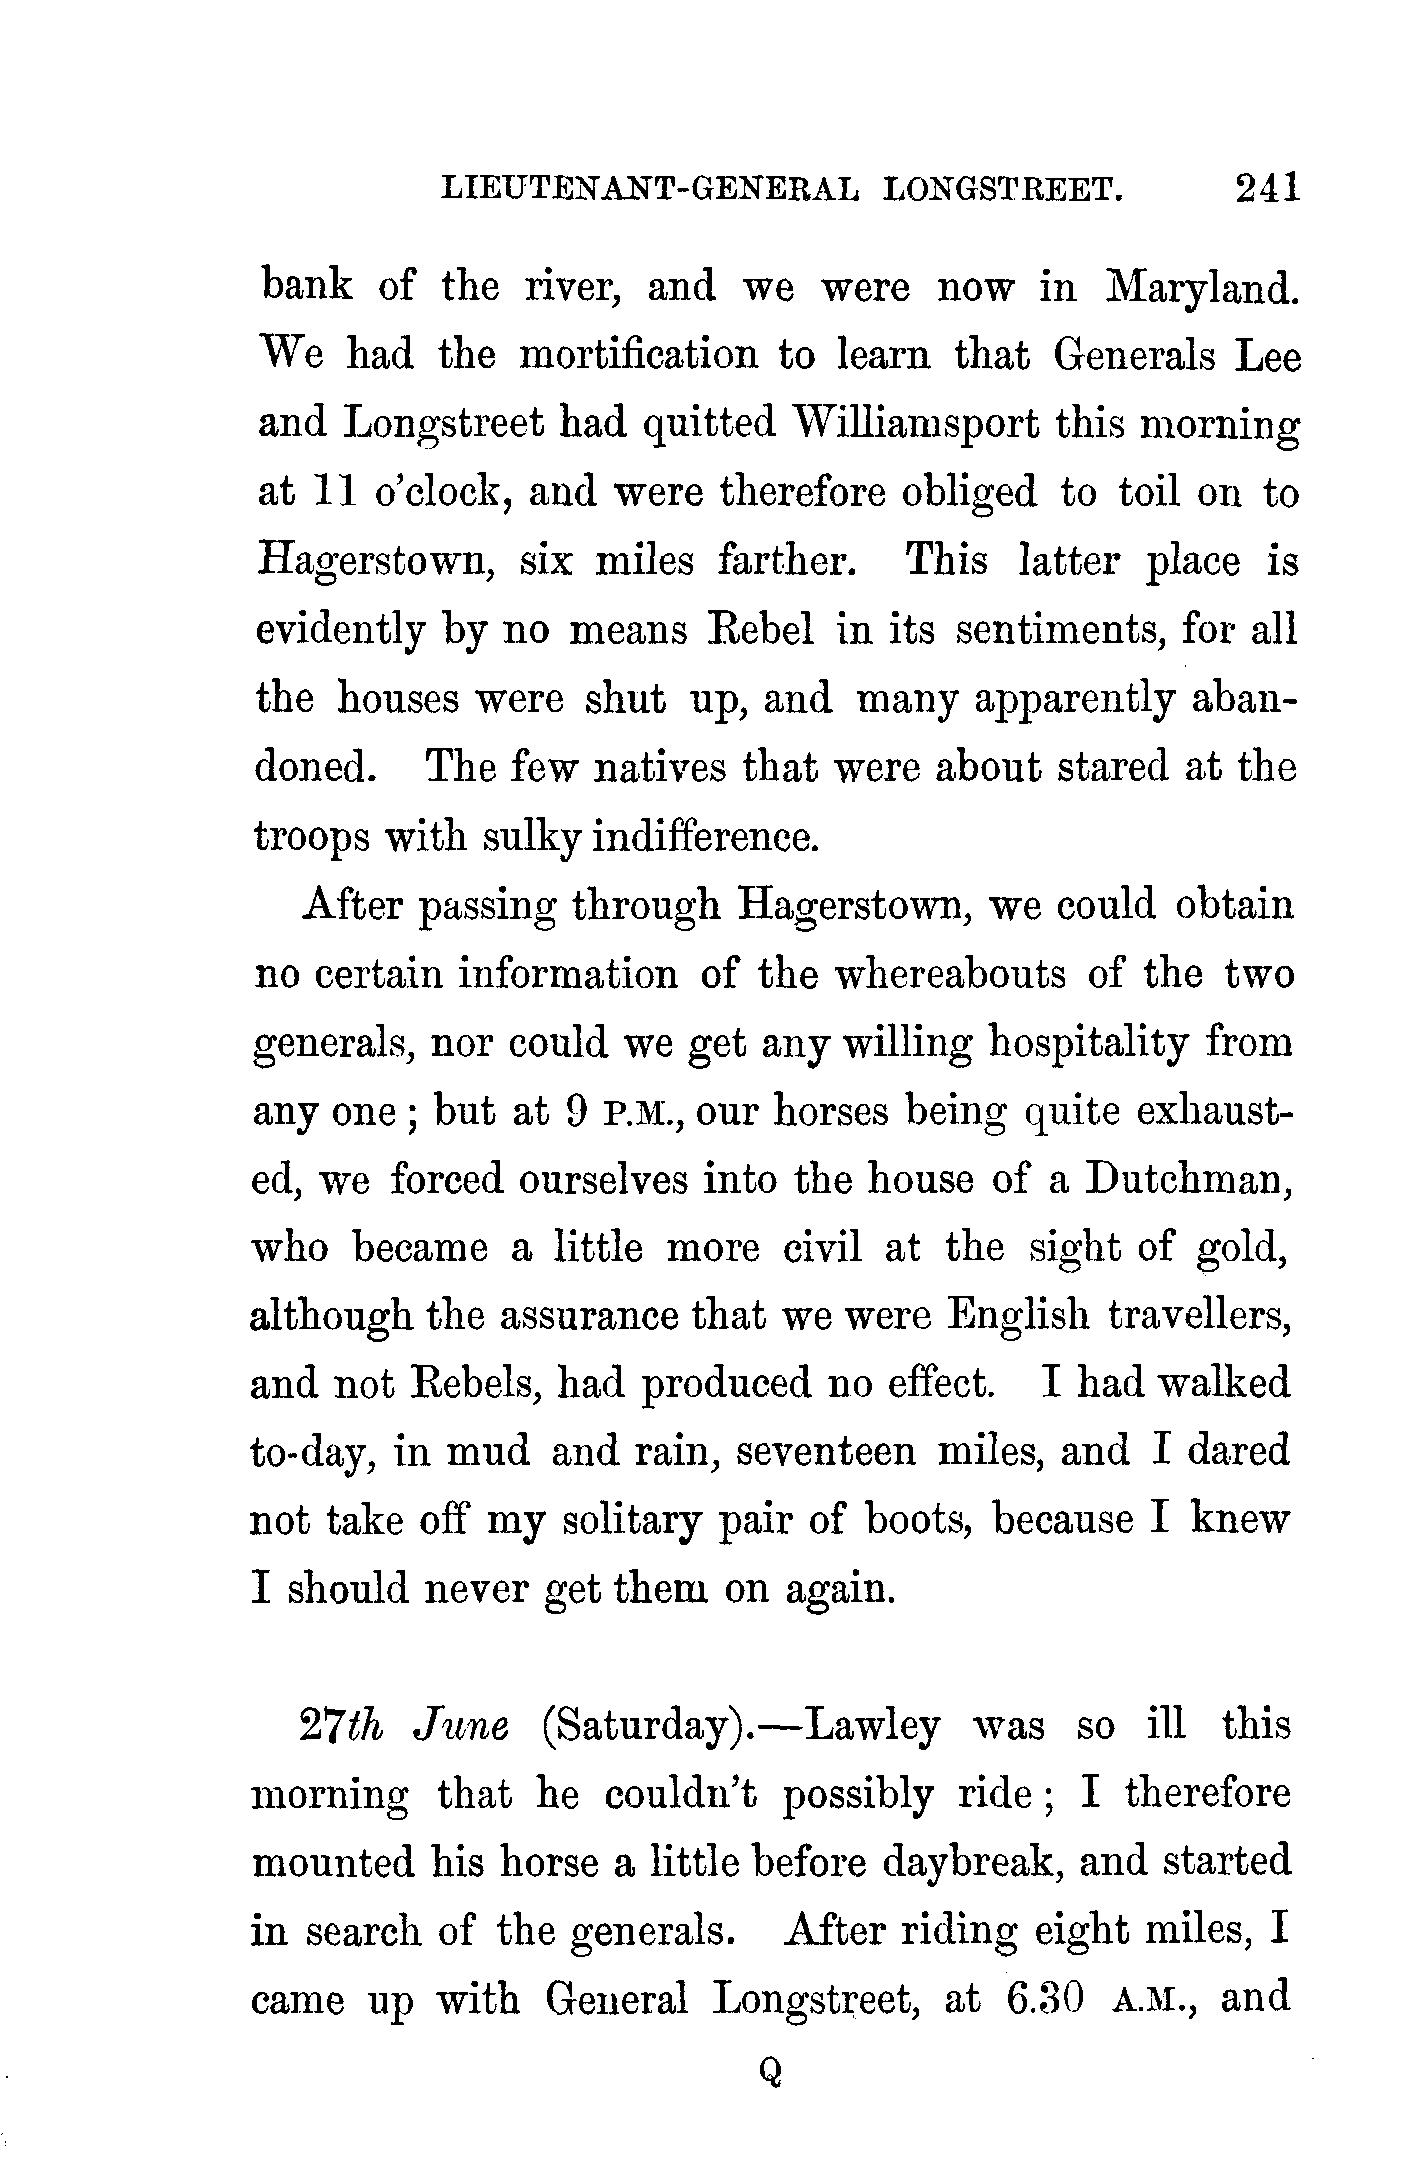 LIEUTENANT-GENERAL LONGSTREET. 241
bank of the river, and we were now in Maryland.
We had the mortification to learn that Generals Lee
and Longstreet had quitted Williamsport this morning
at 11 o'clock, and were therefore obliged to toil on to
Hagerstown, six miles farther. This latter place is
evidently by no means Rebel in its sentiments, for all
the houses were shut up, and many apparently aban-
doned. The few natives that were about stared at the
troops with sulky indifference.
After passing through Hagerstown, we could obtain
no certain information of the whereabouts of the two
generals, nor could we get any willing hospitality from
any one ; but at 9 P.M., our horses being quite exhaust-
ed, we forced ourselves into the house of a Dutchman,
who became a little more civil at the sight of gold,
although the assurance that we were English travellers,
and not Rebels, had produced no effect. I had walked
to-day, in mud and rain, seventeen miles, and I dared
not take off my solitary pair of boots, because I knew
I should never get them on again.
27th June (Saturday).—Lawley was so ill this
morning that he couldn't possibly ride ; I therefore
mounted his horse a little before daybreak, and started
in search of the generals. After riding eight miles, I
came up with General Longstreet, at 6.30 A.M., and
Q